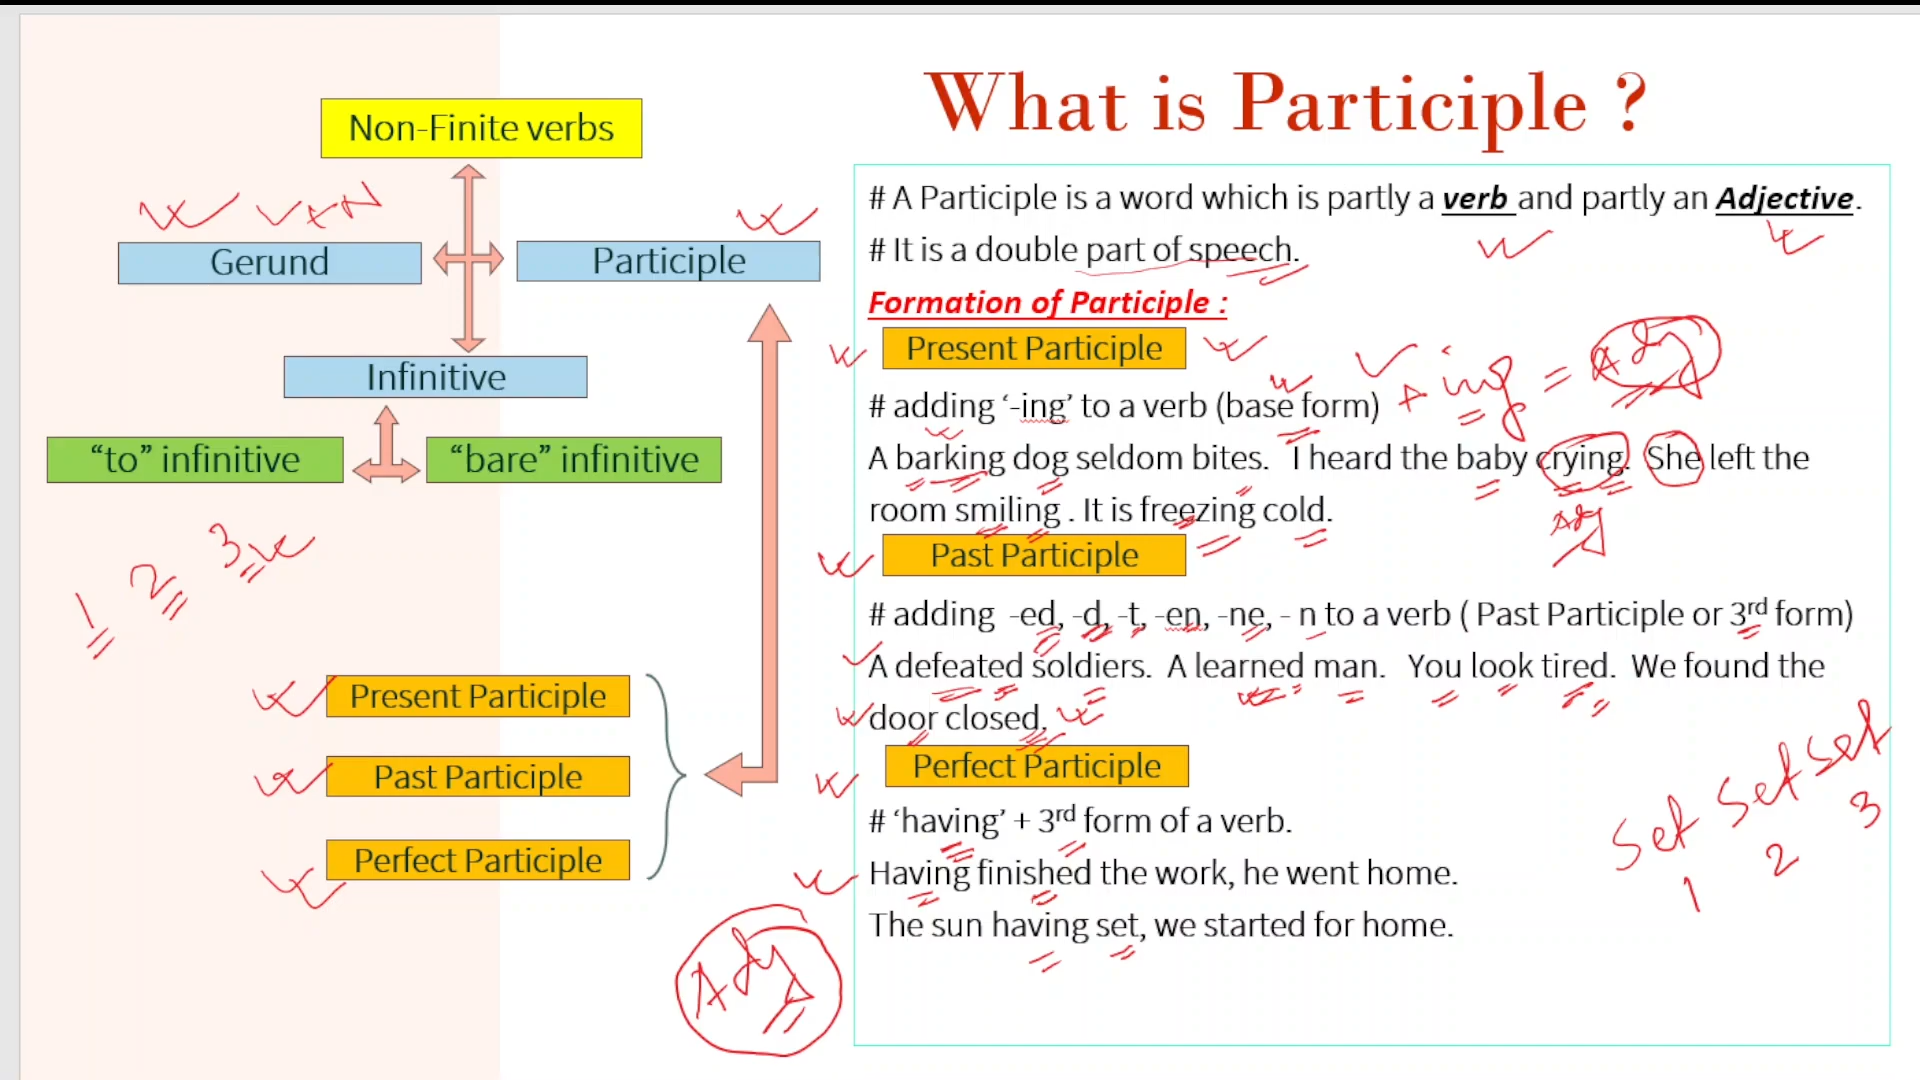 What is Participle ?
Non-Finite verbs
V + N
Gerund
Participle
Infinitive
“to” infinitive
“bare” infinitive
1 2 3
Present Participle
Past Participle
Perfect Participle
Adj
# A Participle is a word which is partly a verb and partly an Adjective.
# It is a double part of speech.
Formation of Participle :
Present Participle
# adding ‘-ing’ to a verb (base form)
+ ing = Adj
A barking dog seldom bites. I heard the baby crying. She left the
room smiling . It is freezing cold.
Adj
Past Participle
# adding -ed, -d, -t, -en, -ne, - n to a verb ( Past Participle or 3rd form)
A defeated soldiers. A learned man. You look tired. We found the
door closed.
Perfect Participle
# ‘having’ + 3rd form of a verb.
Having finished the work, he went home.
The sun having set, we started for home.
Set Set Set
1 2 3